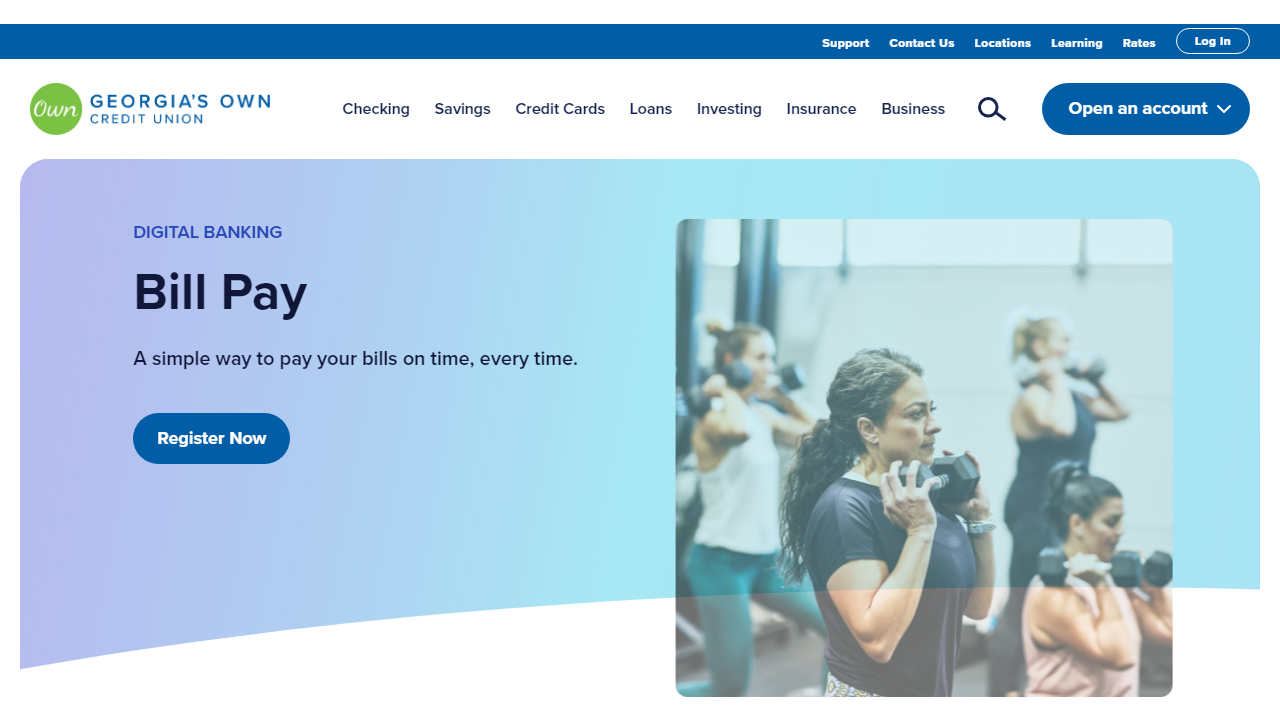 Support Contact Us Locations Learning Rates Log In
Own GEORGIA'S OWN
CREDIT UNION
Checking Savings Credit Cards Loans Investing Insurance Business Open an account
DIGITAL BANKING
Bill Pay
A simple way to pay your bills on time, every time.
Register Now